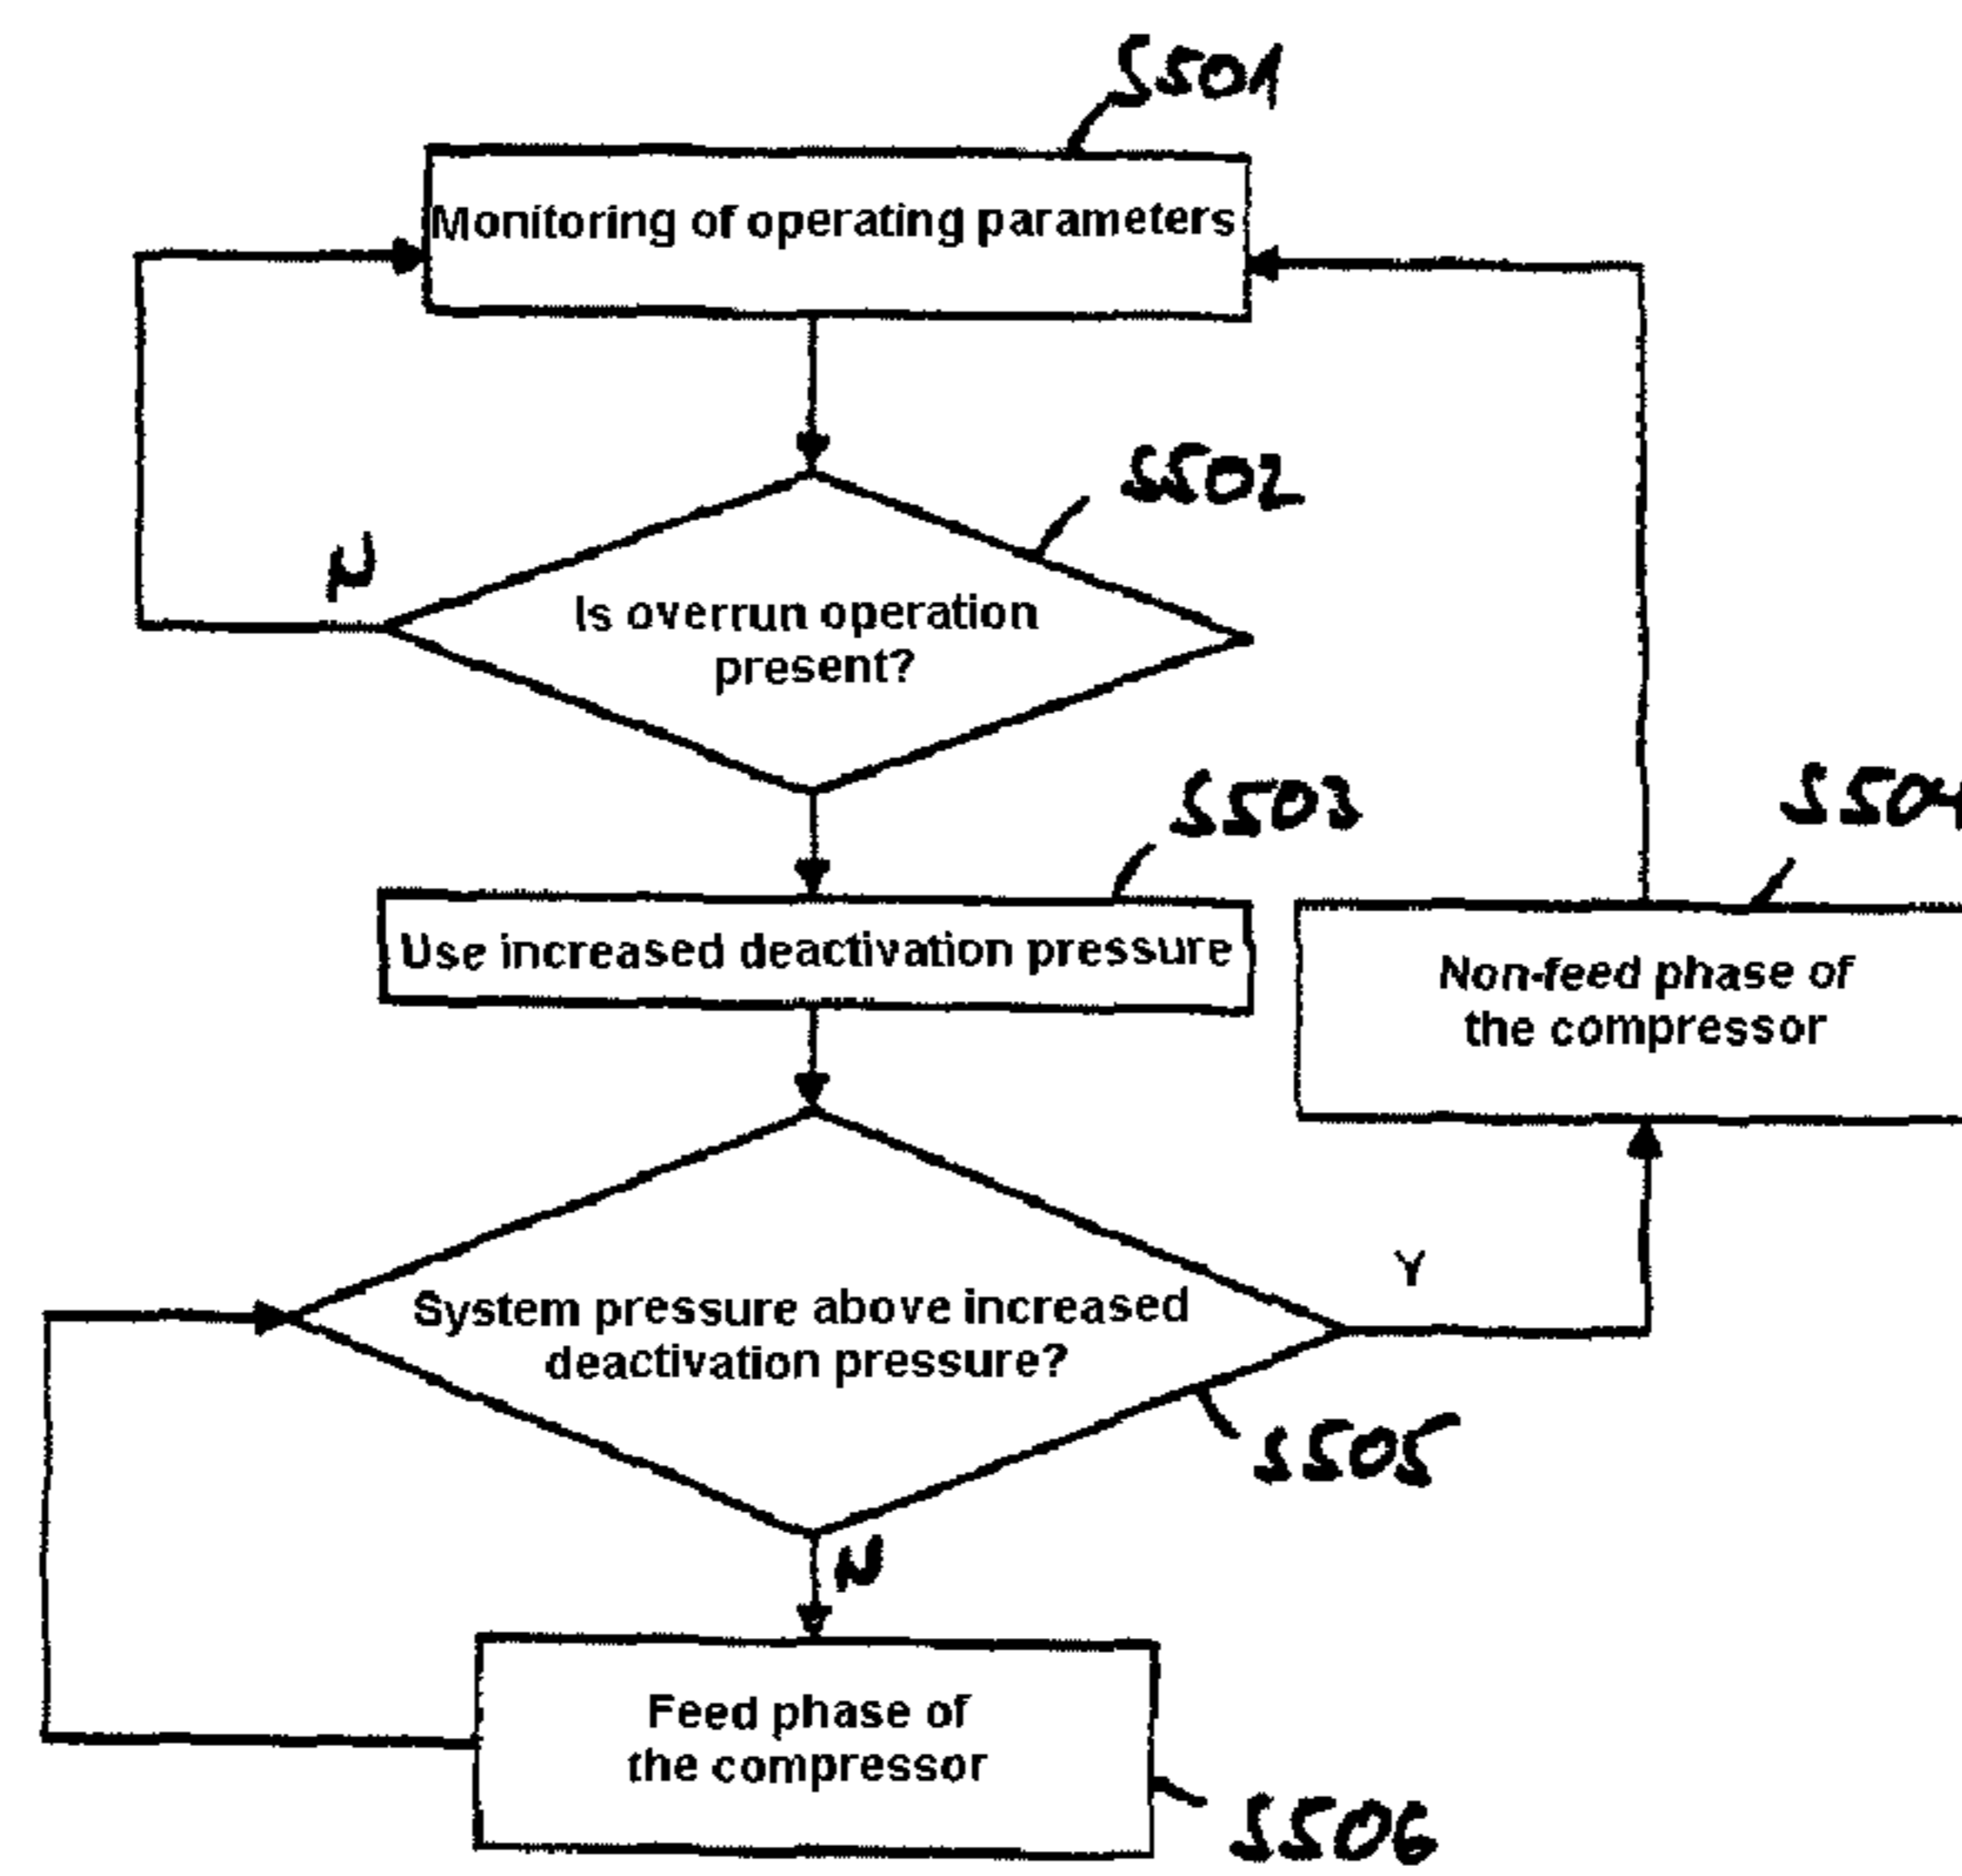 S501
Monitoring of operating parameters
S502
N
Is overrun operation
present?
S503
S504
Use increased deactivation pressure
Non-feed phase of
the compressor
Y
System pressure above increased
deactivation pressure?
S505
N
Feed phase of
the compressor
S506